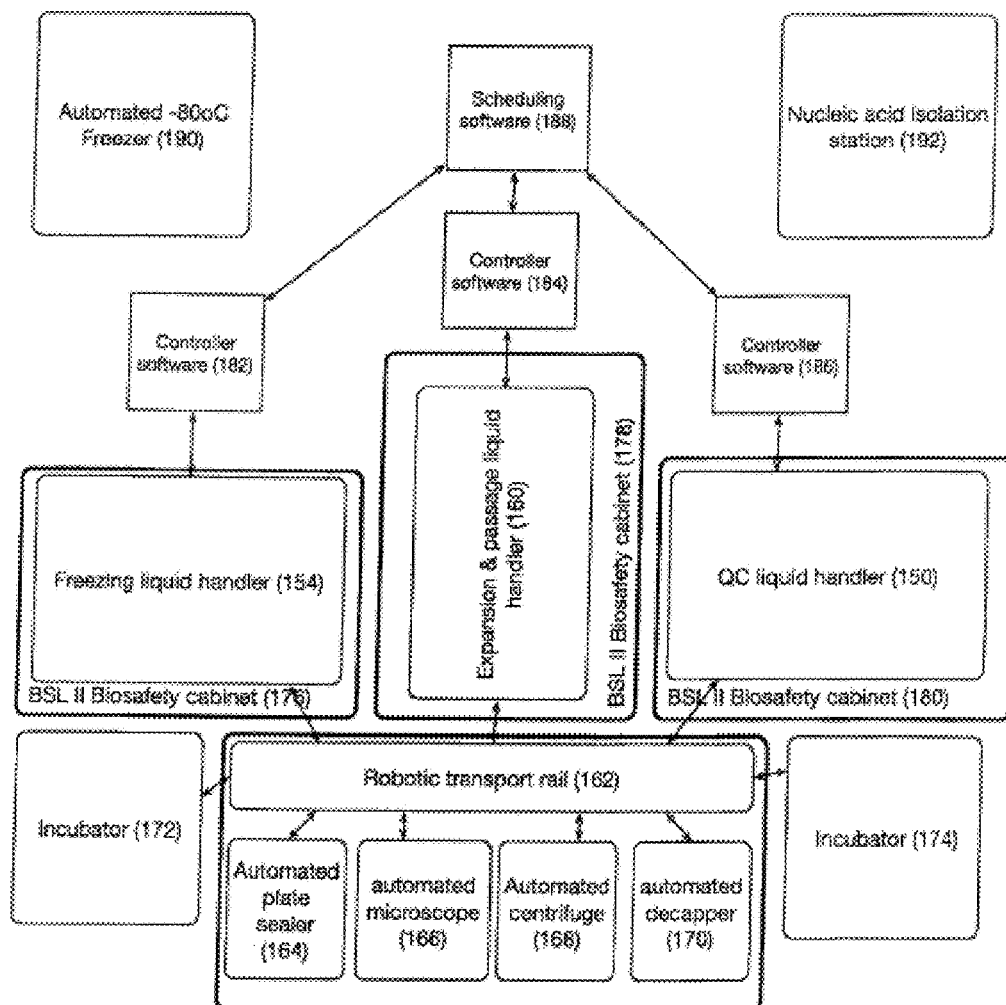 Automated -80oC
Freezer (190)
Scheduling
software (188)
Nucleic acid isolation
station (192)
Controller
software (184)
Controller
software (182)
Controller
software (186)
Freezing liquid handler (154)
BSL II Biosafety cabinet (176)
Expansion & passage liquid
handler (160)
BSL II Biosafety cabinet (178)
QC liquid handler (150)
BSL II Biosafety cabinet (180)
Robotic transport rail (162)
Incubator (172)
Incubator (174)
Automated
plate
sealer
(164)
automated
microscope
(166)
Automated
centrifuge
(168)
automated
decapper
(170)